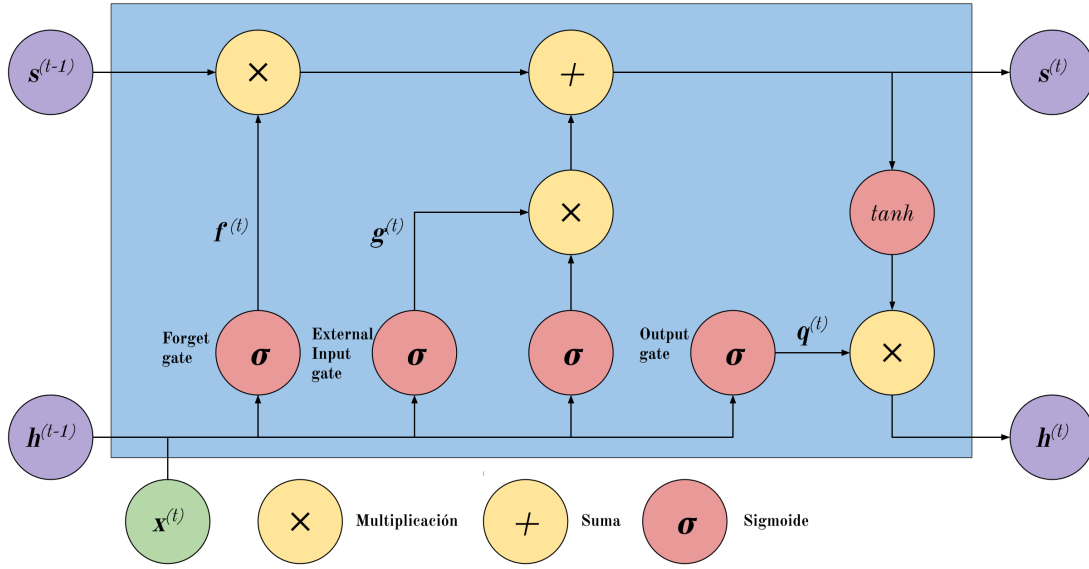 s(t-1)
×
+
s(t)
f(t)
g(t)
×
tanh
Forget
gate
σ
External
Input
gate
σ
σ
Output
gate
σ
q(t)
×
h(t-1)
h(t)
x(t)
×
Multiplicación
+
Suma
σ
Sigmoide